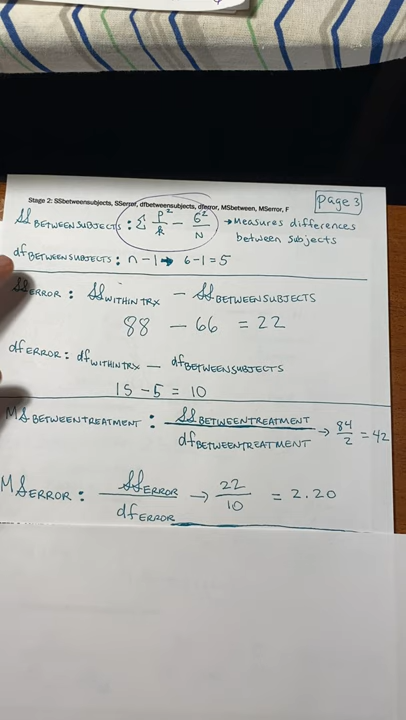 Stage 2: SSbetweensubjects, SSerror, dfbetweensubjects, dferror, MSbetween, MSerror, F
Page 3
SS BETWEEN SUBJECTS : Σ P²/k − G²/N → Measures differences
between subjects
df BETWEEN SUBJECTS : n − 1 → 6 − 1 = 5
SS ERROR : SS WITHIN TRX − SS BETWEEN SUBJECTS
88 − 66 = 22
df ERROR : df WITHIN TRX − df BETWEEN SUBJECTS
15 − 5 = 10
MS BETWEEN TREATMENT : SS BETWEEN TREATMENT / df BETWEEN TREATMENT → 84/2 = 42
MS ERROR : SS ERROR / df ERROR → 22/10 = 2.20